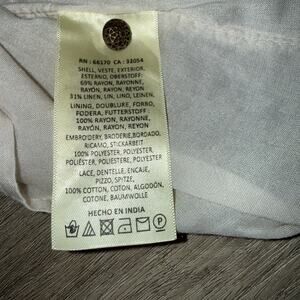 RN : 66170 CA : 32054
SHELL, VESTE, EXTERIOR,
ESTERNO, OBERSTOFF:
69% RAYON, RAYONNE,
RAYON, RAYON, REYON
31% LINEN, LIN, LINO, LEINEN,
LINING, DOUBLURE, FORRO,
FODERA, FUTTERSTOFF:
100% RAYON, RAYONNE,
RAYON, RAYON, REYON
EMBROIDERY, BRODERIE,BORDADO,
RICAMO, STICKARBEIT
100% POLYESTER, POLYESTER,
POLIÉSTER, POLIESTERE, POLYESTER
LACE, DENTELLE, ENCAJE,
PIZZO, SPITZE,
100% COTTON, COTON, ALGODÓN,
COTONE, BAUMWOLLE
HECHO EN INDIA